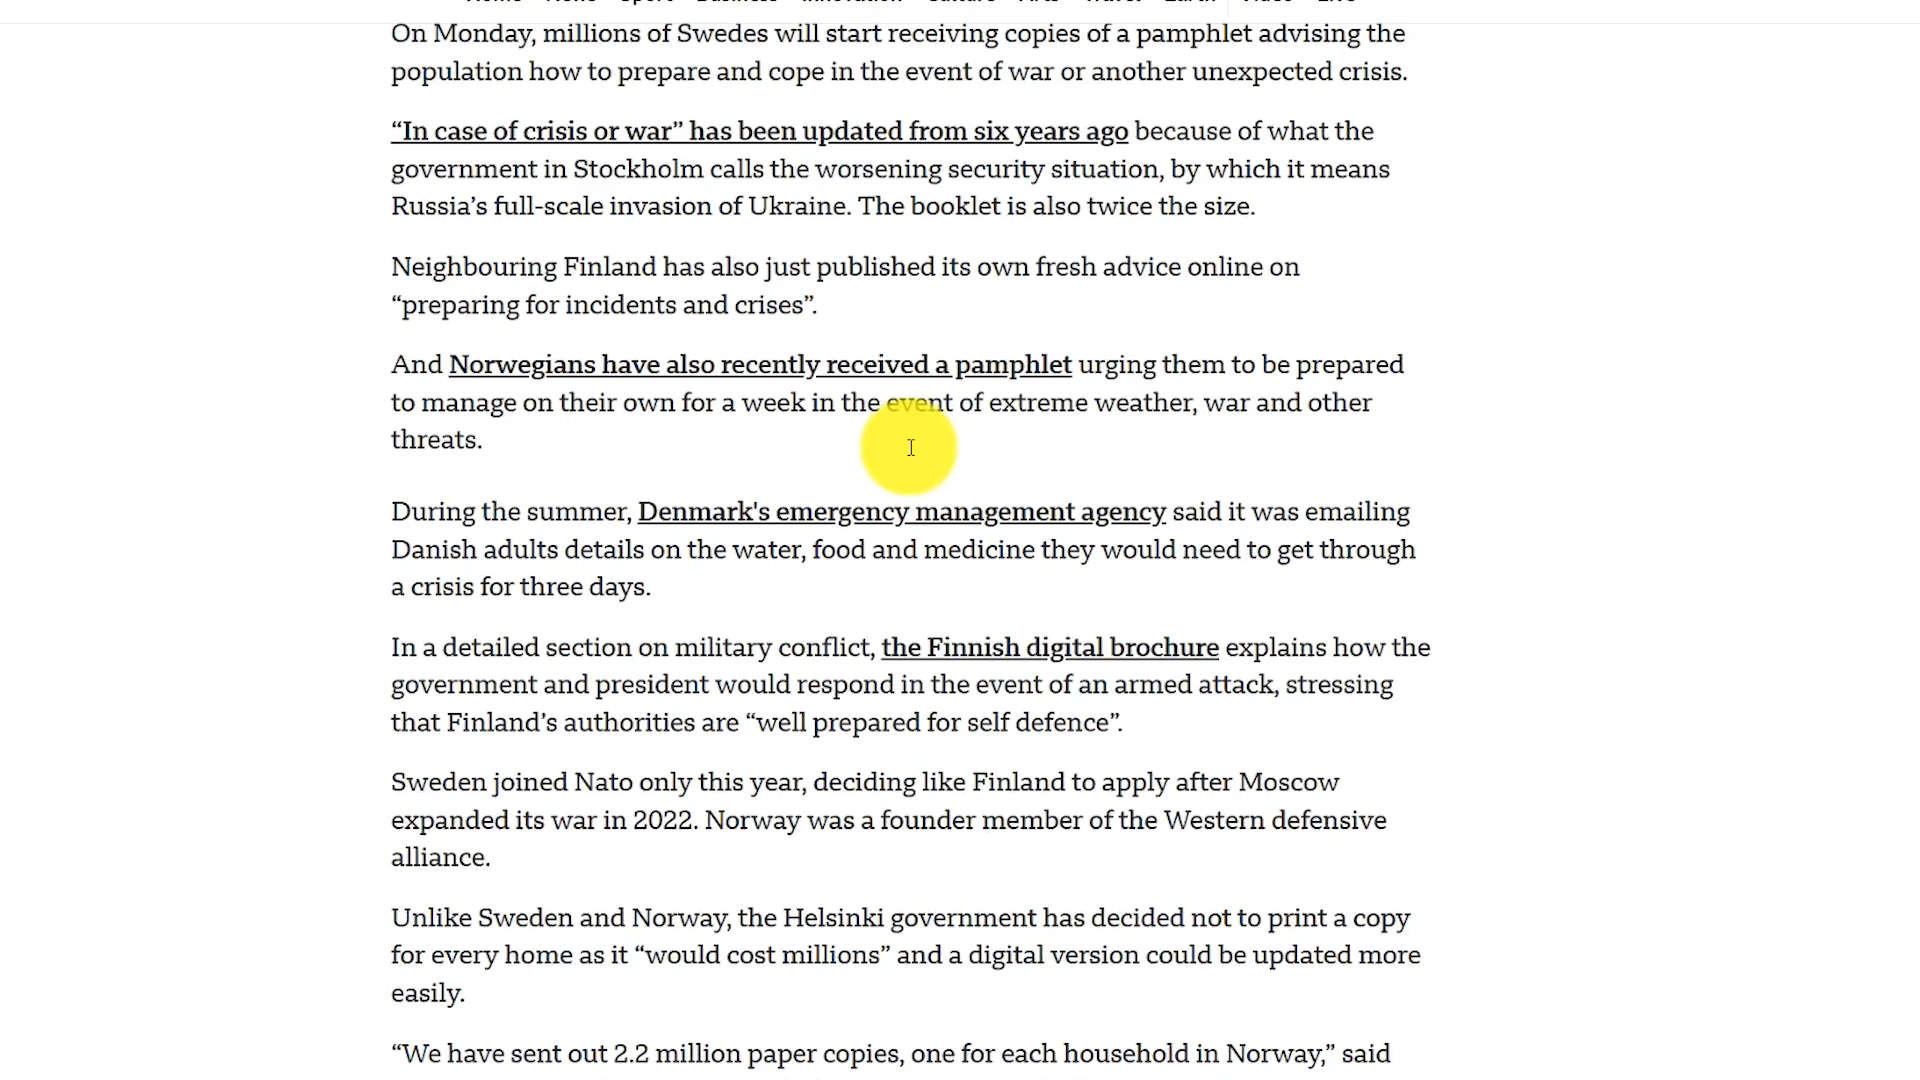 Home News Sport Business Innovation Culture Arts Travel Earth Video Live
On Monday, millions of Swedes will start receiving copies of a pamphlet advising the
population how to prepare and cope in the event of war or another unexpected crisis.
“In case of crisis or war” has been updated from six years ago because of what the
government in Stockholm calls the worsening security situation, by which it means
Russia’s full-scale invasion of Ukraine. The booklet is also twice the size.
Neighbouring Finland has also just published its own fresh advice online on
“preparing for incidents and crises”.
And Norwegians have also recently received a pamphlet urging them to be prepared
to manage on their own for a week in the event of extreme weather, war and other
threats.
During the summer, Denmark's emergency management agency said it was emailing
Danish adults details on the water, food and medicine they would need to get through
a crisis for three days.
In a detailed section on military conflict, the Finnish digital brochure explains how the
government and president would respond in the event of an armed attack, stressing
that Finland’s authorities are “well prepared for self defence”.
Sweden joined Nato only this year, deciding like Finland to apply after Moscow
expanded its war in 2022. Norway was a founder member of the Western defensive
alliance.
Unlike Sweden and Norway, the Helsinki government has decided not to print a copy
for every home as it “would cost millions” and a digital version could be updated more
easily.
“We have sent out 2.2 million paper copies, one for each household in Norway,” said